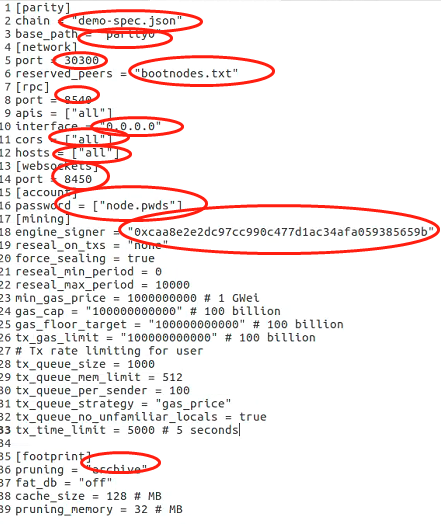 1 [parity]
2 chain = "demo-spec.json"
3 base_path = "parity0"
4 [network]
5 port = 30300
6 reserved_peers = "bootnodes.txt"
7 [rpc]
8 port = 8540
9 apis = ["all"]
10 interface = "0.0.0.0"
11 cors = ["all"]
12 hosts = ["all"]
13 [websockets]
14 port = 8450
15 [account]
16 password = ["node.pwds"]
17 [mining]
18 engine_signer = "0xcaa8e2e2dc97cc990c477d1ac34afa059385659b"
19 reseal_on_txs = "none"
20 force_sealing = true
21 reseal_min_period = 0
22 reseal_max_period = 10000
23 min_gas_price = 1000000000 # 1 GWei
24 gas_cap = "100000000000" # 100 billion
25 gas_floor_target = "100000000000" # 100 billion
26 tx_gas_limit = "100000000000" # 100 billion
27 # Tx rate limiting for user
28 tx_queue_size = 1000
29 tx_queue_mem_limit = 512
30 tx_queue_per_sender = 100
31 tx_queue_strategy = "gas_price"
32 tx_queue_no_unfamiliar_locals = true
33 tx_time_limit = 5000 # 5 seconds
34
35 [footprint]
36 pruning = "archive"
37 fat_db = "off"
38 cache_size = 128 # MB
39 pruning_memory = 32 # MB